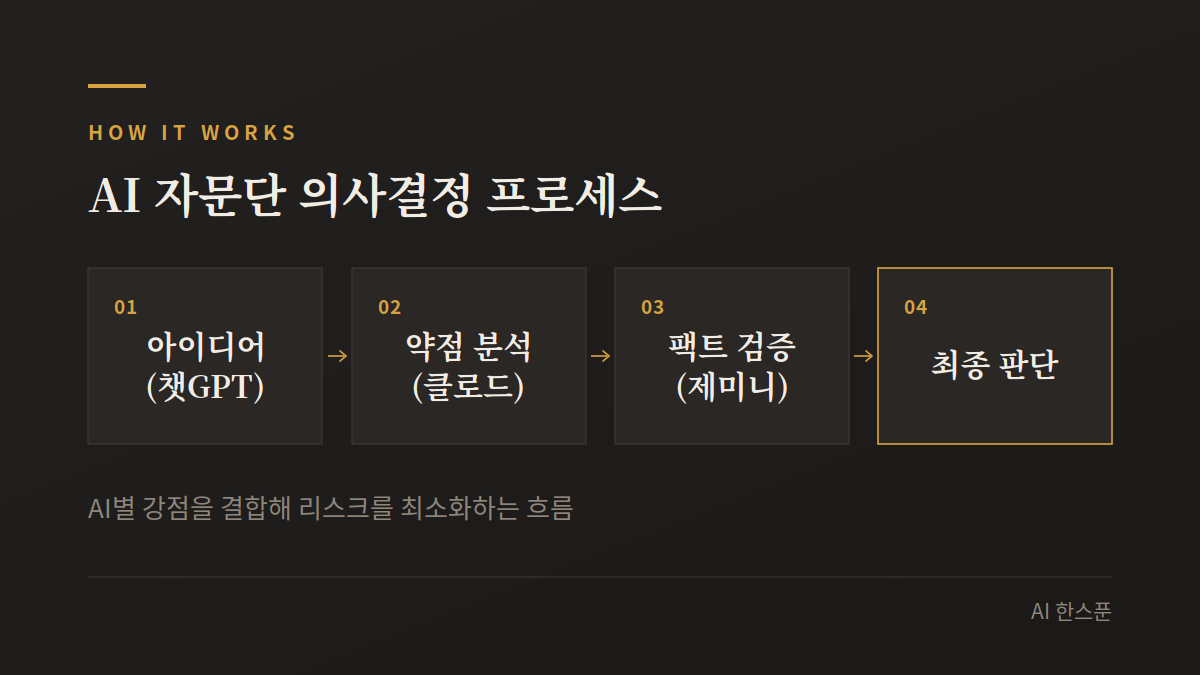 HOW IT WORKS
AI 자문단 의사결정 프로세스
01
아이디어
(챗GPT)
→
02
약점 분석
(클로드)
→
03
팩트 검증
(제미니)
→
04
최종 판단
AI별 강점을 결합해 리스크를 최소화하는 흐름
AI 한스푼